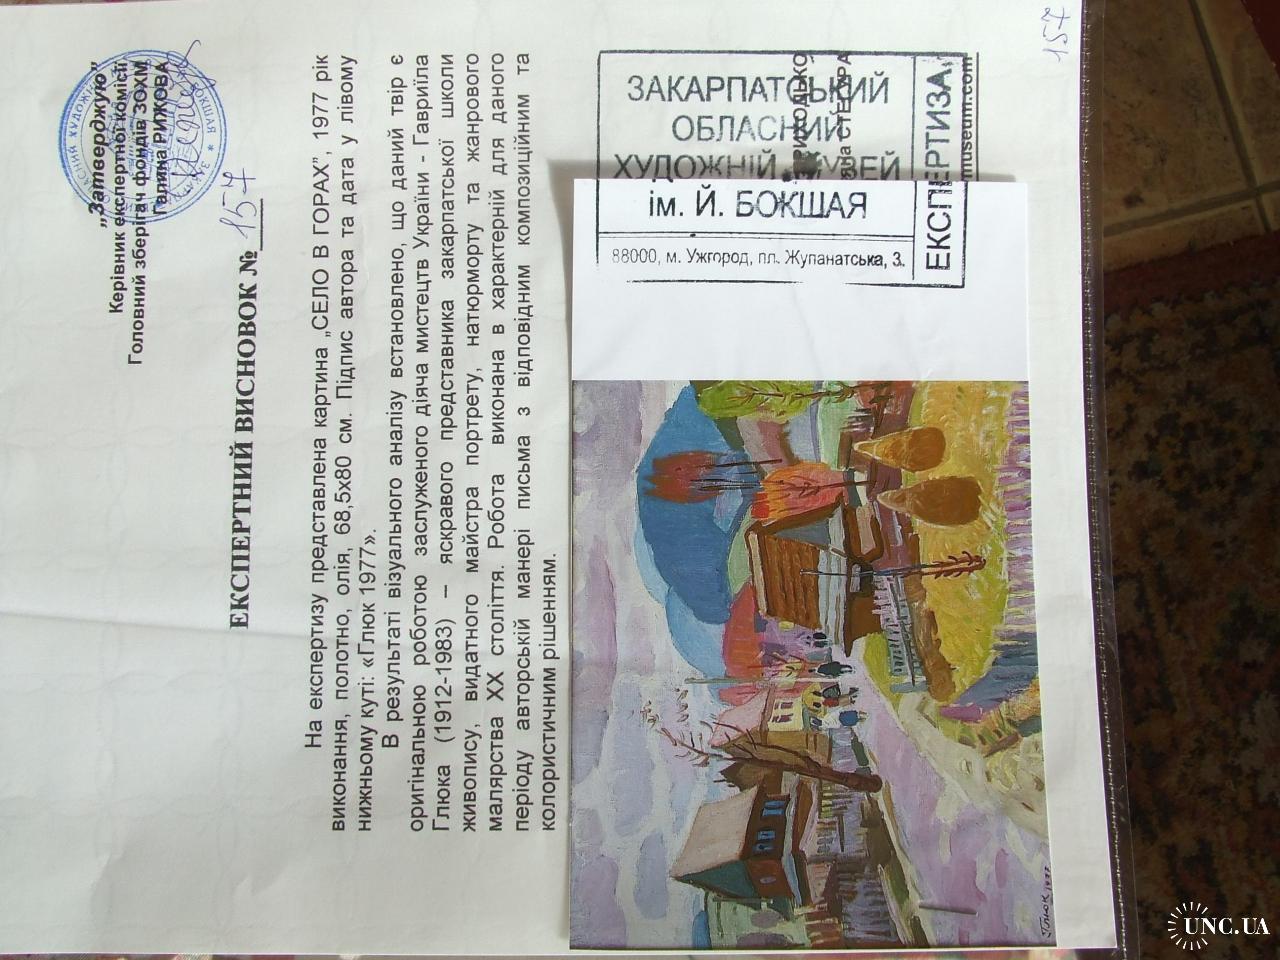 157
„Затверджую”
Керівник експертної комісії
Головний зберігач фондів ЗОХМ
Галина РИЖОВА
ЕКСПЕРТНИЙ ВИСНОВОК № 157
На експертизу представлена картина „СЕЛО В ГОРАХ”, 1977 рік
виконання, полотно, олія, 68,5х80 см. Підпис автора та дата у лівому
нижньому куті: «Глюк 1977».
В результаті візуального аналізу встановлено, що даний твір є
оригінальною роботою заслуженого діяча мистецтв України - Гавриїла
Глюка (1912-1983) – яскравого представника закарпатської школи
живопису, видатного майстра портрету, натюрморту та жанрового
малярства XX століття. Робота виконана в характерній для даного
періоду авторській манері письма з відповідним композиційним та
колористичним рішенням.
ЗАКАРПАТСЬКИЙ
ОБЛАСНИЙ
ХУДОЖНІЙ МУЗЕЙ
ім. Й. БОКШАЯ
88000, м. Ужгород, пл. Жупанатська, 3.
ЕКСПЕРТИЗА
museum.com
Глюк 1977
UNC.UA